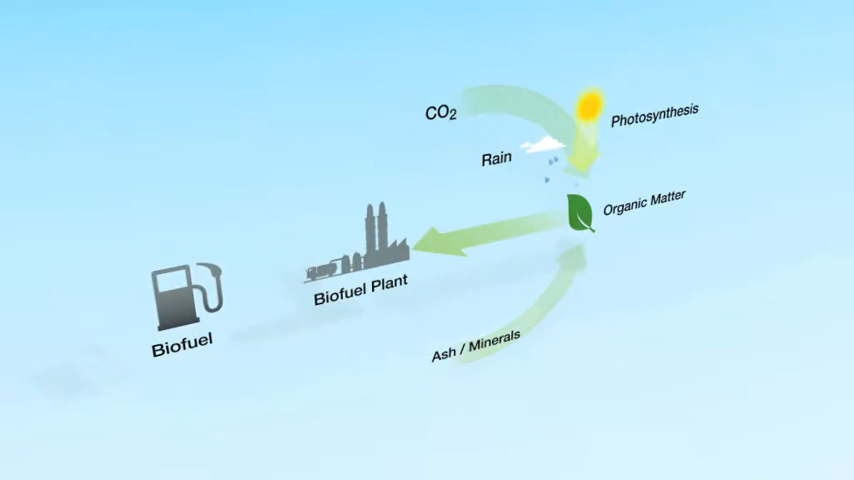 CO₂
Photosynthesis
Rain
Organic Matter
Biofuel Plant
Biofuel
Ash / Minerals